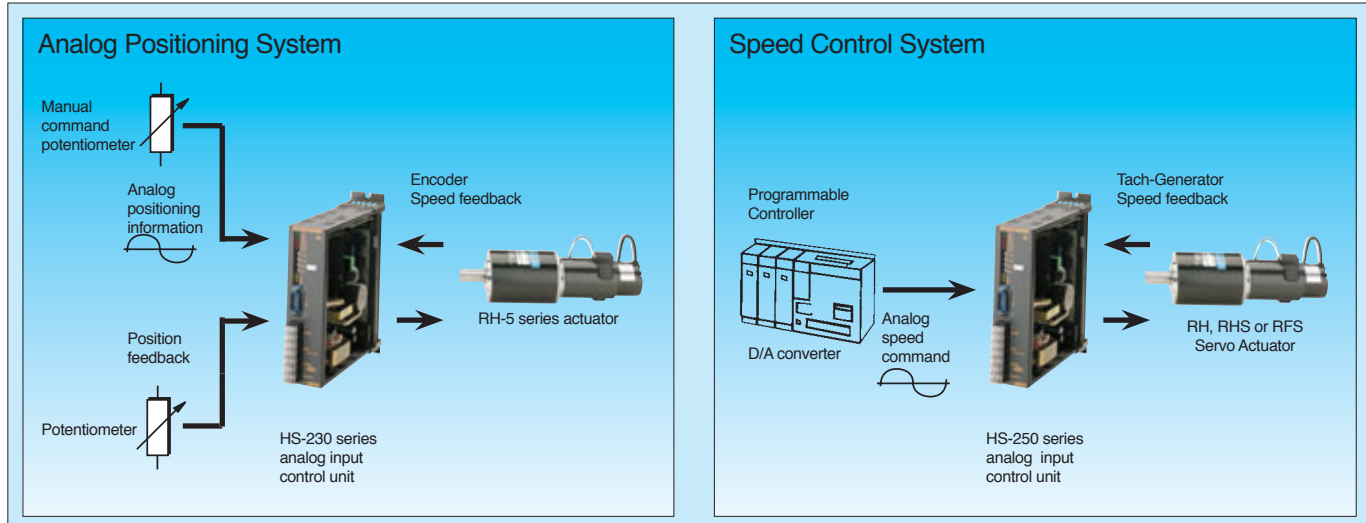 Analog Positioning System
Manual
command
potentiometer
Analog
positioning
information
Encoder
Speed feedback
RH-5 series actuator
Position
feedback
Potentiometer
HS-230 series
analog input
control unit
Speed Control System
Programmable
Controller
D/A converter
Analog
speed
command
Tach-Generator
Speed feedback
RH, RHS or RFS
Servo Actuator
HS-250 series
analog input
control unit